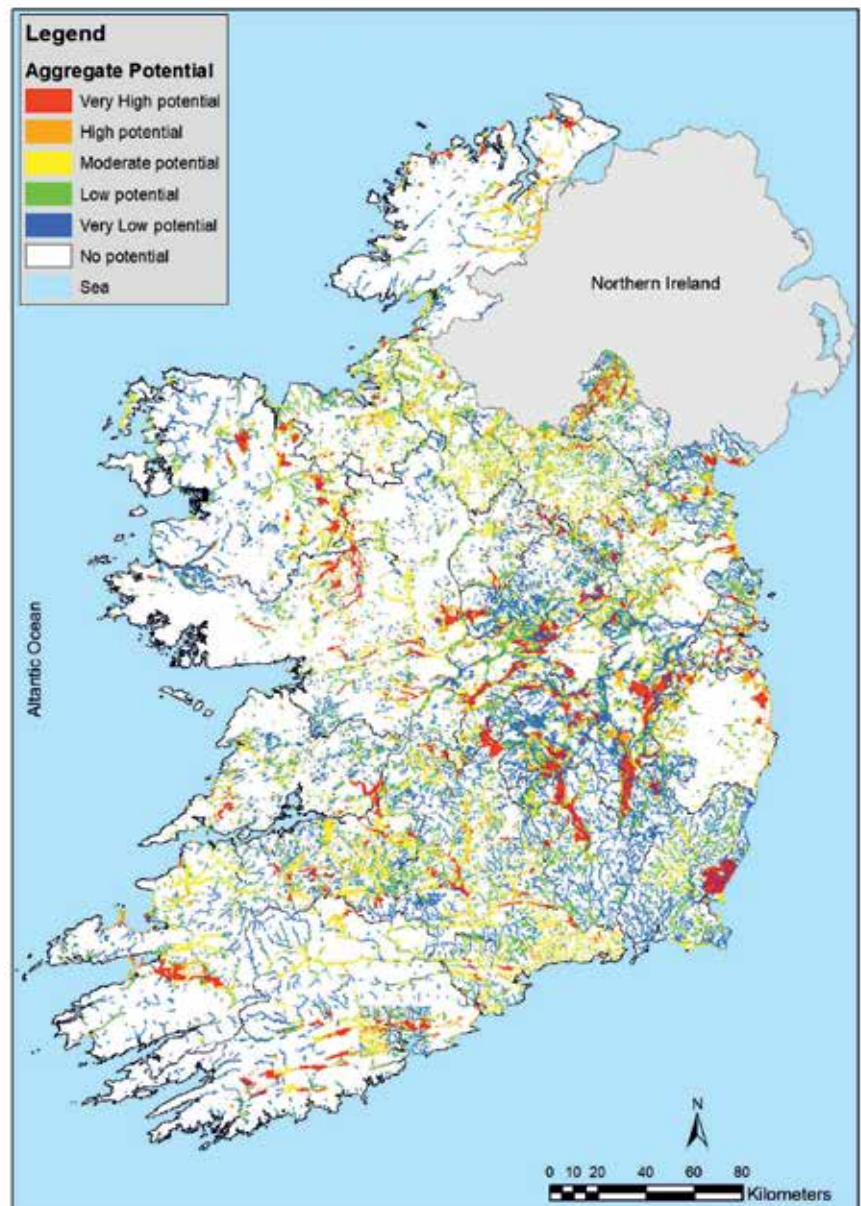 Legend
Aggregate Potential
Very High potential
High potential
Moderate potential
Low potential
Very Low potential
No potential
Sea
Northern Ireland
Altantic Ocean
N
0 10 20 40 60 80
Kilometers